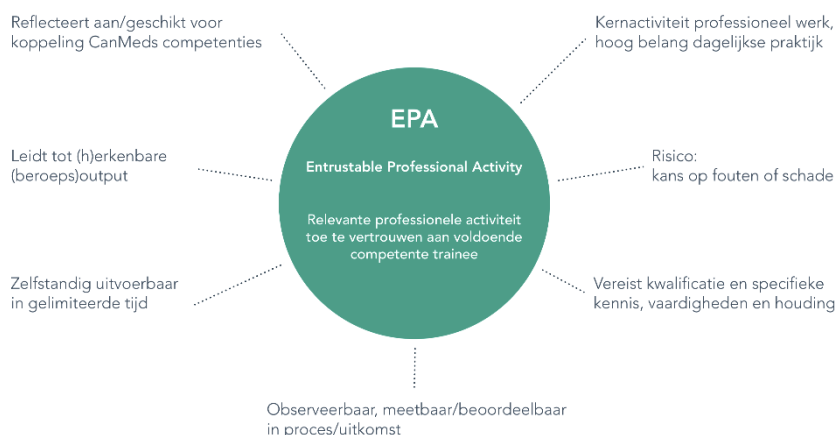 Reflecteert aan/geschikt voor
koppeling CanMeds competenties
Kernactiviteit professioneel werk,
hoog belang dagelijkse praktijk
EPA
Entrustable Professional Activity
Relevante professionele activiteit
toe te vertrouwen aan voldoende
competente trainee
Leidt tot (h)erkenbare
(beroeps)output
Risico:
kans op fouten of schade
Zelfstandig uitvoerbaar
in gelimiteerde tijd
Vereist kwalificatie en specifieke
kennis, vaardigheden en houding
Observeerbaar, meetbaar/beoordeelbaar
in proces/uitkomst